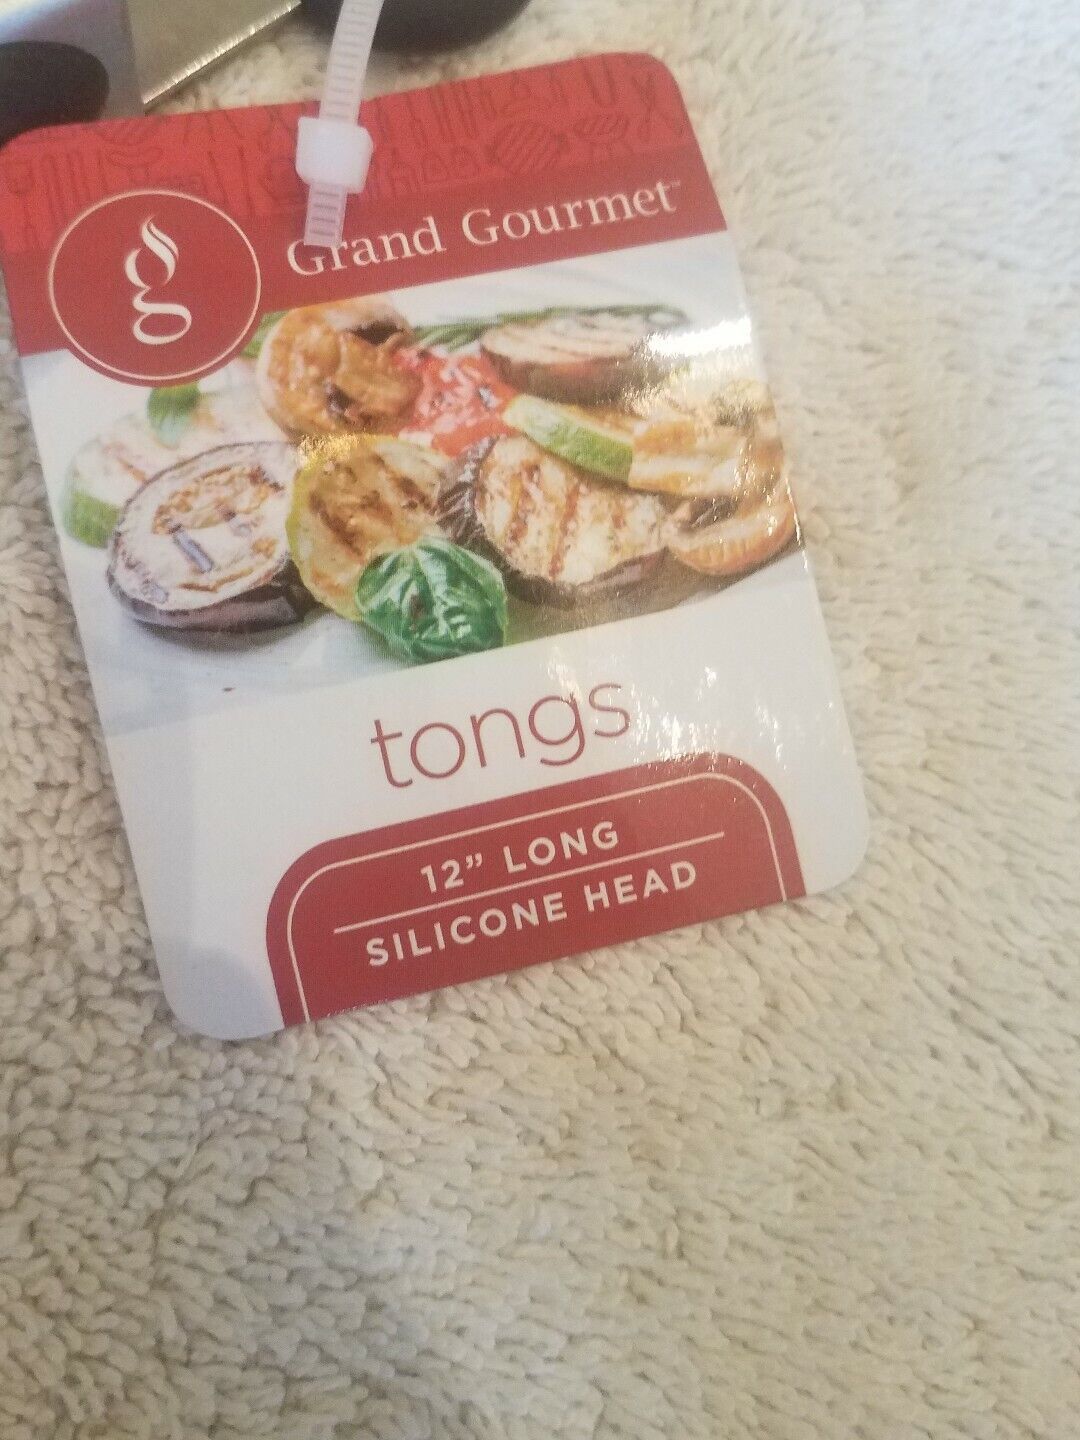 g
Grand Gourmet™
tongs
12” LONG
SILICONE HEAD